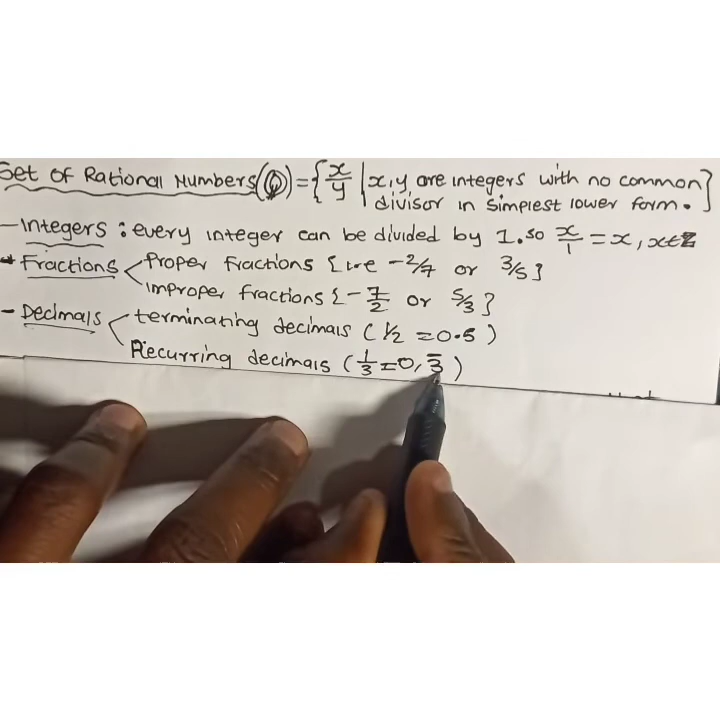 Set of Rational Numbers (Q) = { x/y | x, y, are integers with no common
divisor in simplest lower form. }
- Integers : every integer can be divided by 1. so x/1 = x, x∈Z
- Fractions < Proper fractions { i.e -2/7 or 3/5 }
Improper fractions { -7/2 or 5/3 }
- Decimals < terminating decimals ( 1/2 = 0.5 )
Recurring decimals ( 1/3 = 0,3̅ )